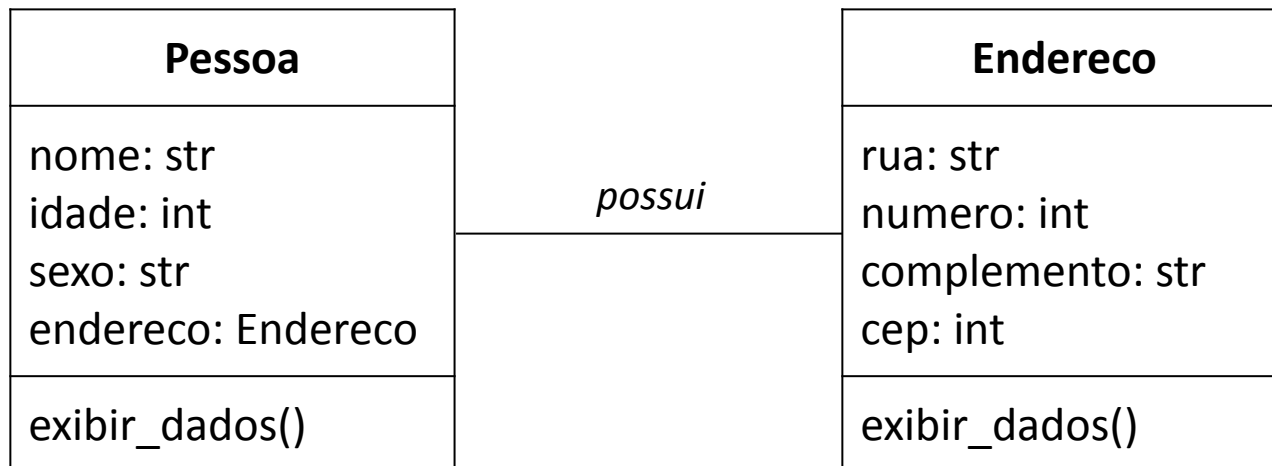 Pessoa
nome: str
idade: int
sexo: str
endereco: Endereco
exibir_dados()
possui
Endereco
rua: str
numero: int
complemento: str
cep: int
exibir_dados()